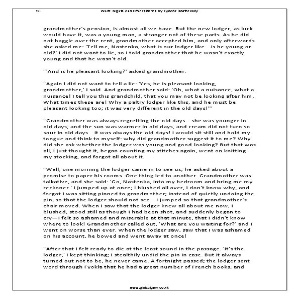 grandmother's pension, is almost all we have. But the new lodger, as luck
would have it, was a young man, a stranger not of these parts. As he did
not haggle over the rent, grandmother accepted him, and only afterwards
she asked me: 'Tell me, Nastenka, what is our lodger like - is he young or
old?' I did not want to lie, so I told grandmother that he wasn't exactly
young and that he wasn't old.
'And is he pleasant looking?' asked grandmother.
'Again I did not want to tell a lie: 'Yes, he is pleasant looking,
grandmother,' I said. And grandmother said: 'Oh, what a nuisance, what a
nuisance! I tell you this, grandchild, that you may not be looking after him.
What times these are! Why a paltry lodger like this, and he must be
pleasant looking too; it was very different in the old days!'"
'Grandmother was always regretting the old days - she was younger in
old days, and the sun was warmer in old days, and cream did not turn so
sour in old days - it was always the old days! I would sit still and hold my
tongue and think to myself: why did grandmother suggest it to me? Why
did she ask whether the lodger was young and good looking? But that was
all, I just thought it, began counting my stitches again, went on knitting
my stocking, and forgot all about it.
'Well, one morning the lodger came in to see us; he asked about a
promise to paper his rooms. One thing led to another. Grandmother was
talkative, and she said: 'Go, Nastenka, into my bedroom and bring me my
reckoner.' I jumped up at once; I blushed all over, I don't know why, and
forgot I was sitting pinned to grandmother; instead of quietly undoing the
pin, so that the lodger should not see - I jumped so that grandmother's
chair moved. When I saw that the lodger knew all about me now, I
blushed, stood still as though I had been shot, and suddenly began to
cry - I felt so ashamed and miserable at that minute, that I didn't know
where to look! Grandmother called out, 'What are you waiting for?' and I
went on worse than ever. When the lodger saw, saw that I was ashamed
on his account, he bowed and went away at once!
'After that I felt ready to die at the least sound in the passage. 'It's the
lodger,' I kept thinking; I stealthily undid the pin in case. But it always
turned out not to be, he never came. A fortnight passed; the lodger sent
word through Fyokla that he had a great number of French books, and